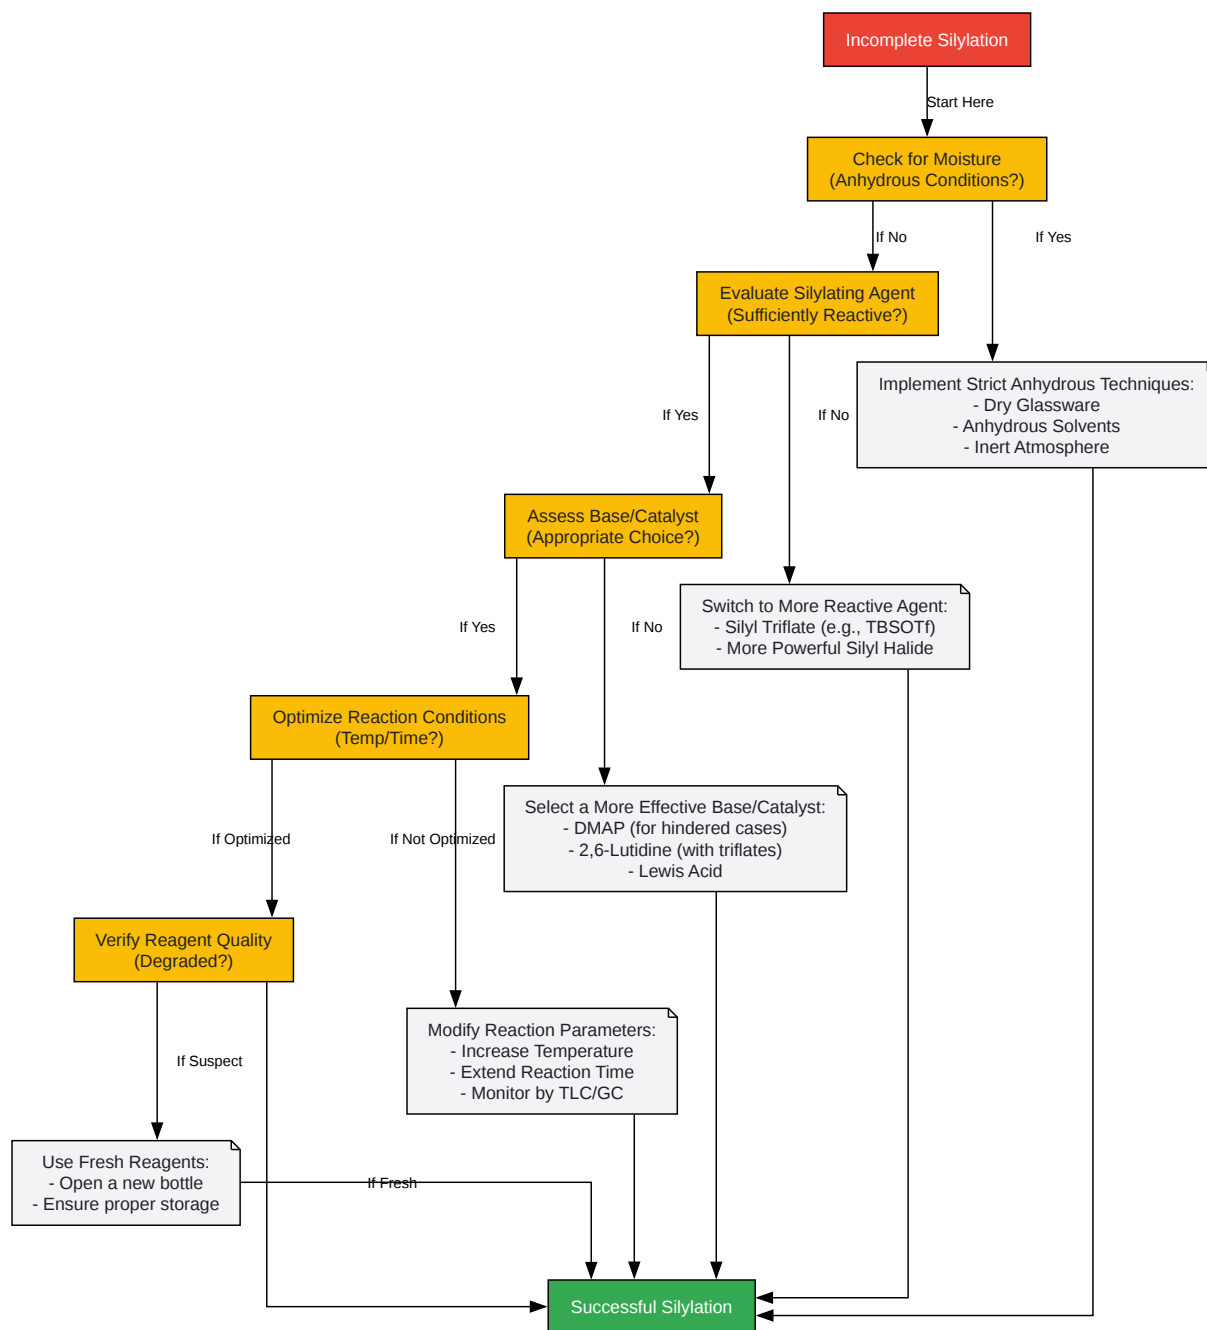 Incomplete Silylation
Start Here
Check for Moisture
(Anhydrous Conditions?)
If No
If Yes
Evaluate Silylating Agent
(Sufficiently Reactive?)
Implement Strict Anhydrous Techniques:
- Dry Glassware
- Anhydrous Solvents
- Inert Atmosphere
If Yes
If No
Assess Base/Catalyst
(Appropriate Choice?)
Switch to More Reactive Agent:
- Silyl Triflate (e.g., TBSOTf)
- More Powerful Silyl Halide
If Yes
If No
Optimize Reaction Conditions
(Temp/Time?)
Select a More Effective Base/Catalyst:
- DMAP (for hindered cases)
- 2,6-Lutidine (with triflates)
- Lewis Acid
If Optimized
If Not Optimized
Verify Reagent Quality
(Degraded?)
Modify Reaction Parameters:
- Increase Temperature
- Extend Reaction Time
- Monitor by TLC/GC
If Suspect
Use Fresh Reagents:
- Open a new bottle
- Ensure proper storage
If Fresh
Successful Silylation